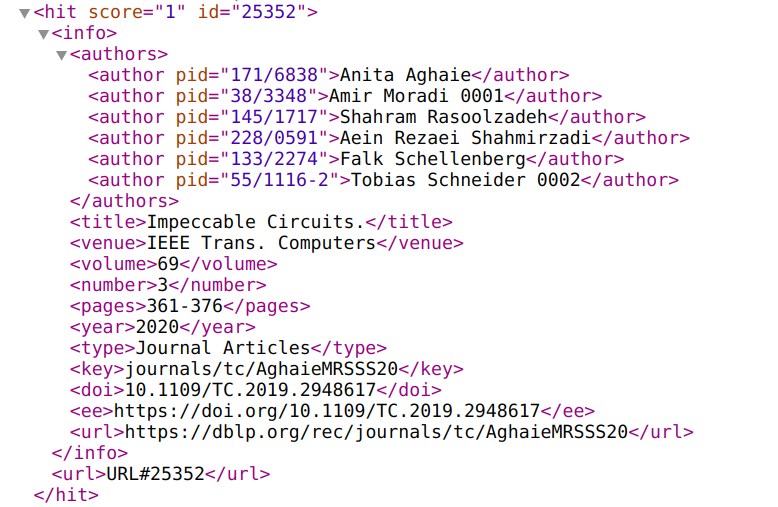 <hit score="1" id="25352">
<info>
<authors>
<author pid="171/6838">Anita Aghaie</author>
<author pid="38/3348">Amir Moradi 0001</author>
<author pid="145/1717">Shahram Rasoolzadeh</author>
<author pid="228/0591">Aein Rezaei Shahmirzadi</author>
<author pid="133/2274">Falk Schellenberg</author>
<author pid="55/1116-2">Tobias Schneider 0002</author>
</authors>
<title>Impeccable Circuits.</title>
<venue>IEEE Trans. Computers</venue>
<volume>69</volume>
<number>3</number>
<pages>361-376</pages>
<year>2020</year>
<type>Journal Articles</type>
<key>journals/tc/AghaieMRSSS20</key>
<doi>10.1109/TC.2019.2948617</doi>
<ee>https://doi.org/10.1109/TC.2019.2948617</ee>
<url>https://dblp.org/rec/journals/tc/AghaieMRSSS20</url>
</info>
<url>URL#25352</url>
</hit>